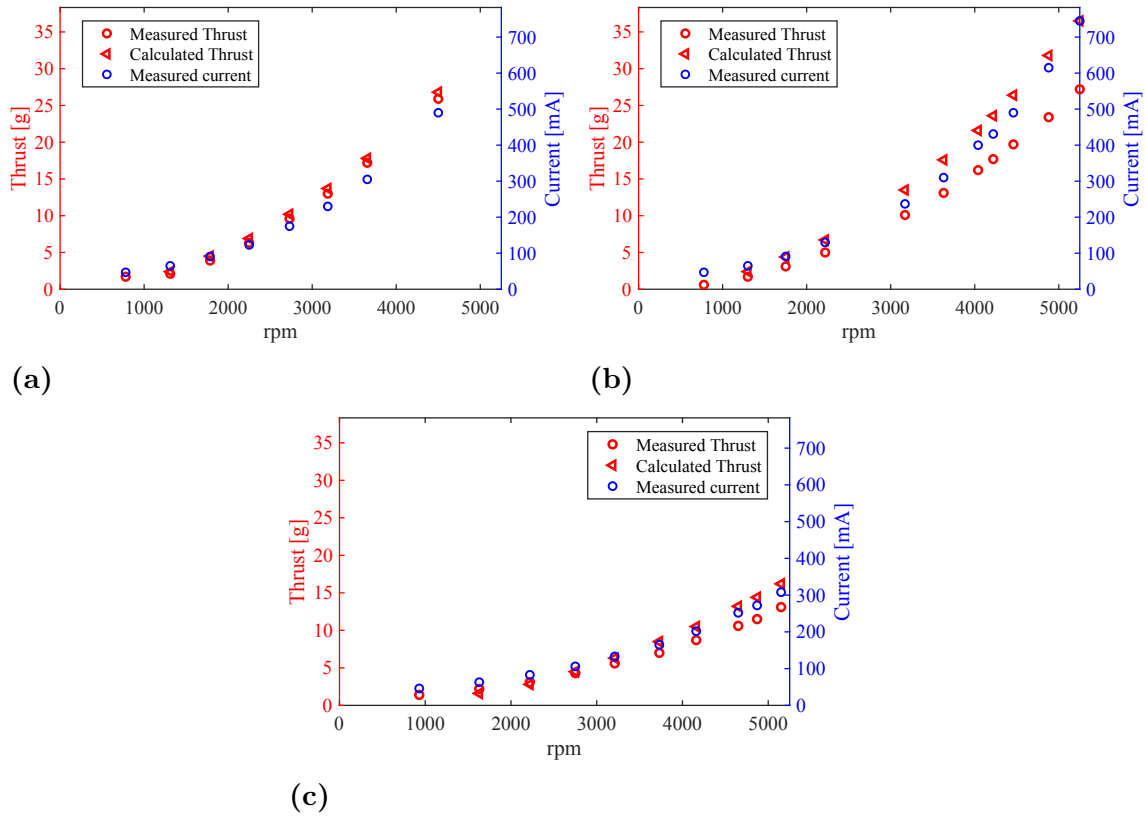 35
30
25
20
15
10
5
0
Thrust [g]
Measured Thrust
Calculated Thrust
Measured current
700
600
500
400
300
200
100
0
Current [mA]
0 1000 2000 3000 4000 5000
rpm
(a)
35
30
25
20
15
10
5
0
Thrust [g]
Measured Thrust
Calculated Thrust
Measured current
700
600
500
400
300
200
100
0
Current [mA]
0 1000 2000 3000 4000 5000
rpm
(b)
35
30
25
20
15
10
5
0
Thrust [g]
Measured Thrust
Calculated Thrust
Measured current
700
600
500
400
300
200
100
0
Current [mA]
0 1000 2000 3000 4000 5000
rpm
(c)